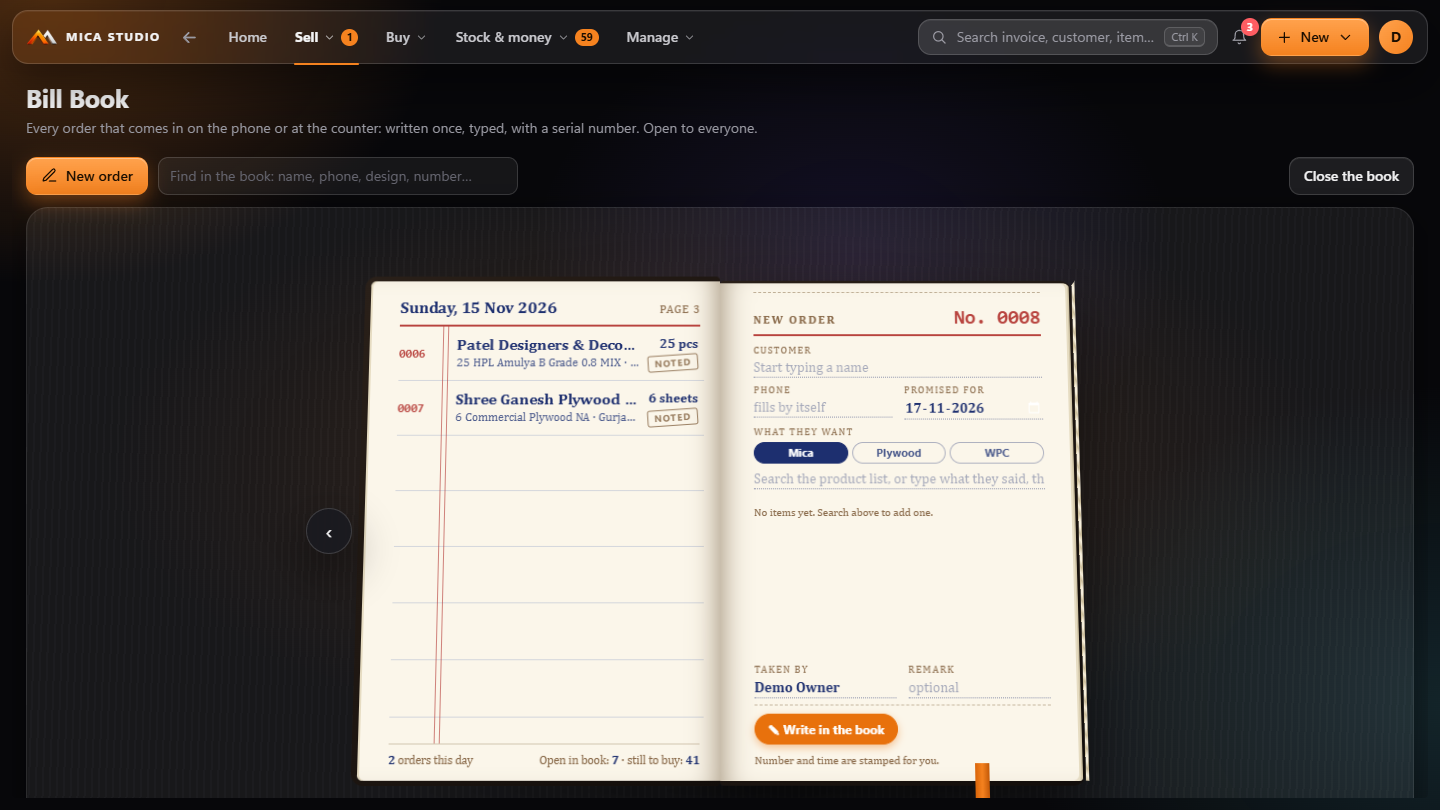 MICA STUDIO
Home
Sell
1
Buy
Stock & money
59
Manage
Search invoice, customer, item...
Ctrl K
3
New
D
Bill Book
Every order that comes in on the phone or at the counter: written once, typed, with a serial number. Open to everyone.
New order
Find in the book: name, phone, design, number...
Close the book
Sunday, 15 Nov 2026
PAGE 3
0006
Patel Designers & Deco...
25 pcs
25 HPL Amulya B Grade 0.8 MIX · ...
NOTED
0007
Shree Ganesh Plywood ...
6 sheets
6 Commercial Plywood NA · Gurja...
NOTED
2 orders this day
Open in book: 7 · still to buy: 41
NEW ORDER
No. 0008
CUSTOMER
Start typing a name
PHONE
PROMISED FOR
fills by itself
17-11-2026
WHAT THEY WANT
Mica
Plywood
WPC
Search the product list, or type what they said, th
No items yet. Search above to add one.
TAKEN BY
REMARK
Demo Owner
optional
Write in the book
Number and time are stamped for you.